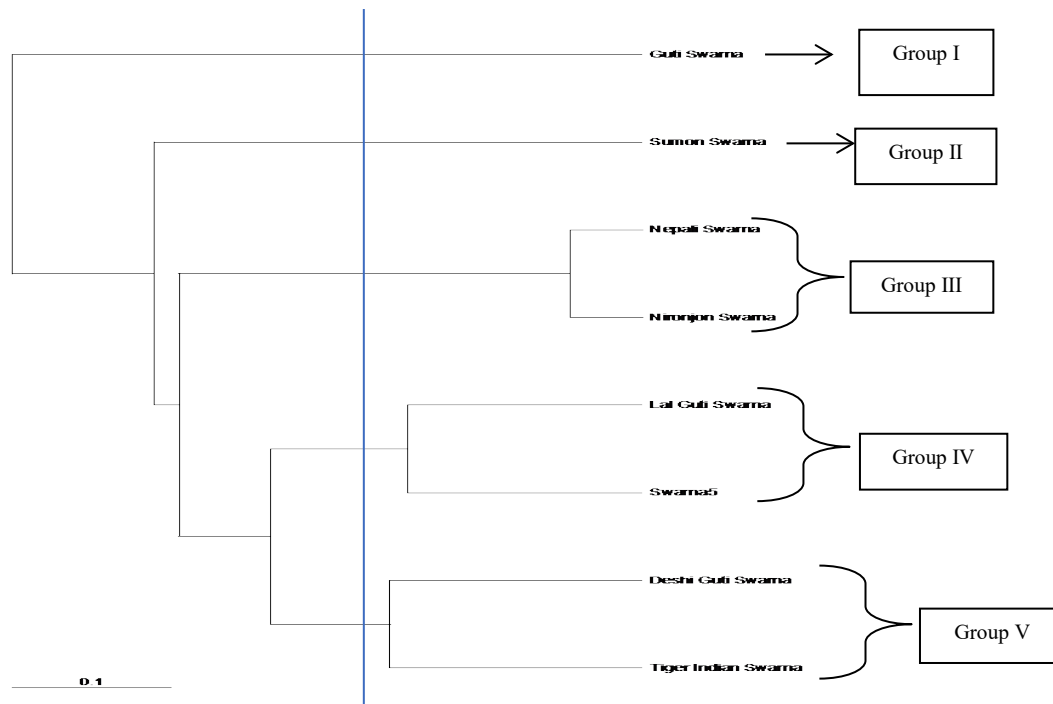 Guti Swarna
Group I
Sumon Swarna
Group II
Nepali Swarna
Group III
Nironjon Swarna
Lal Guti Swarna
Group IV
Swarna5
Deshi Guti Swarna
Group V
Tiger Indian Swarna
0.1